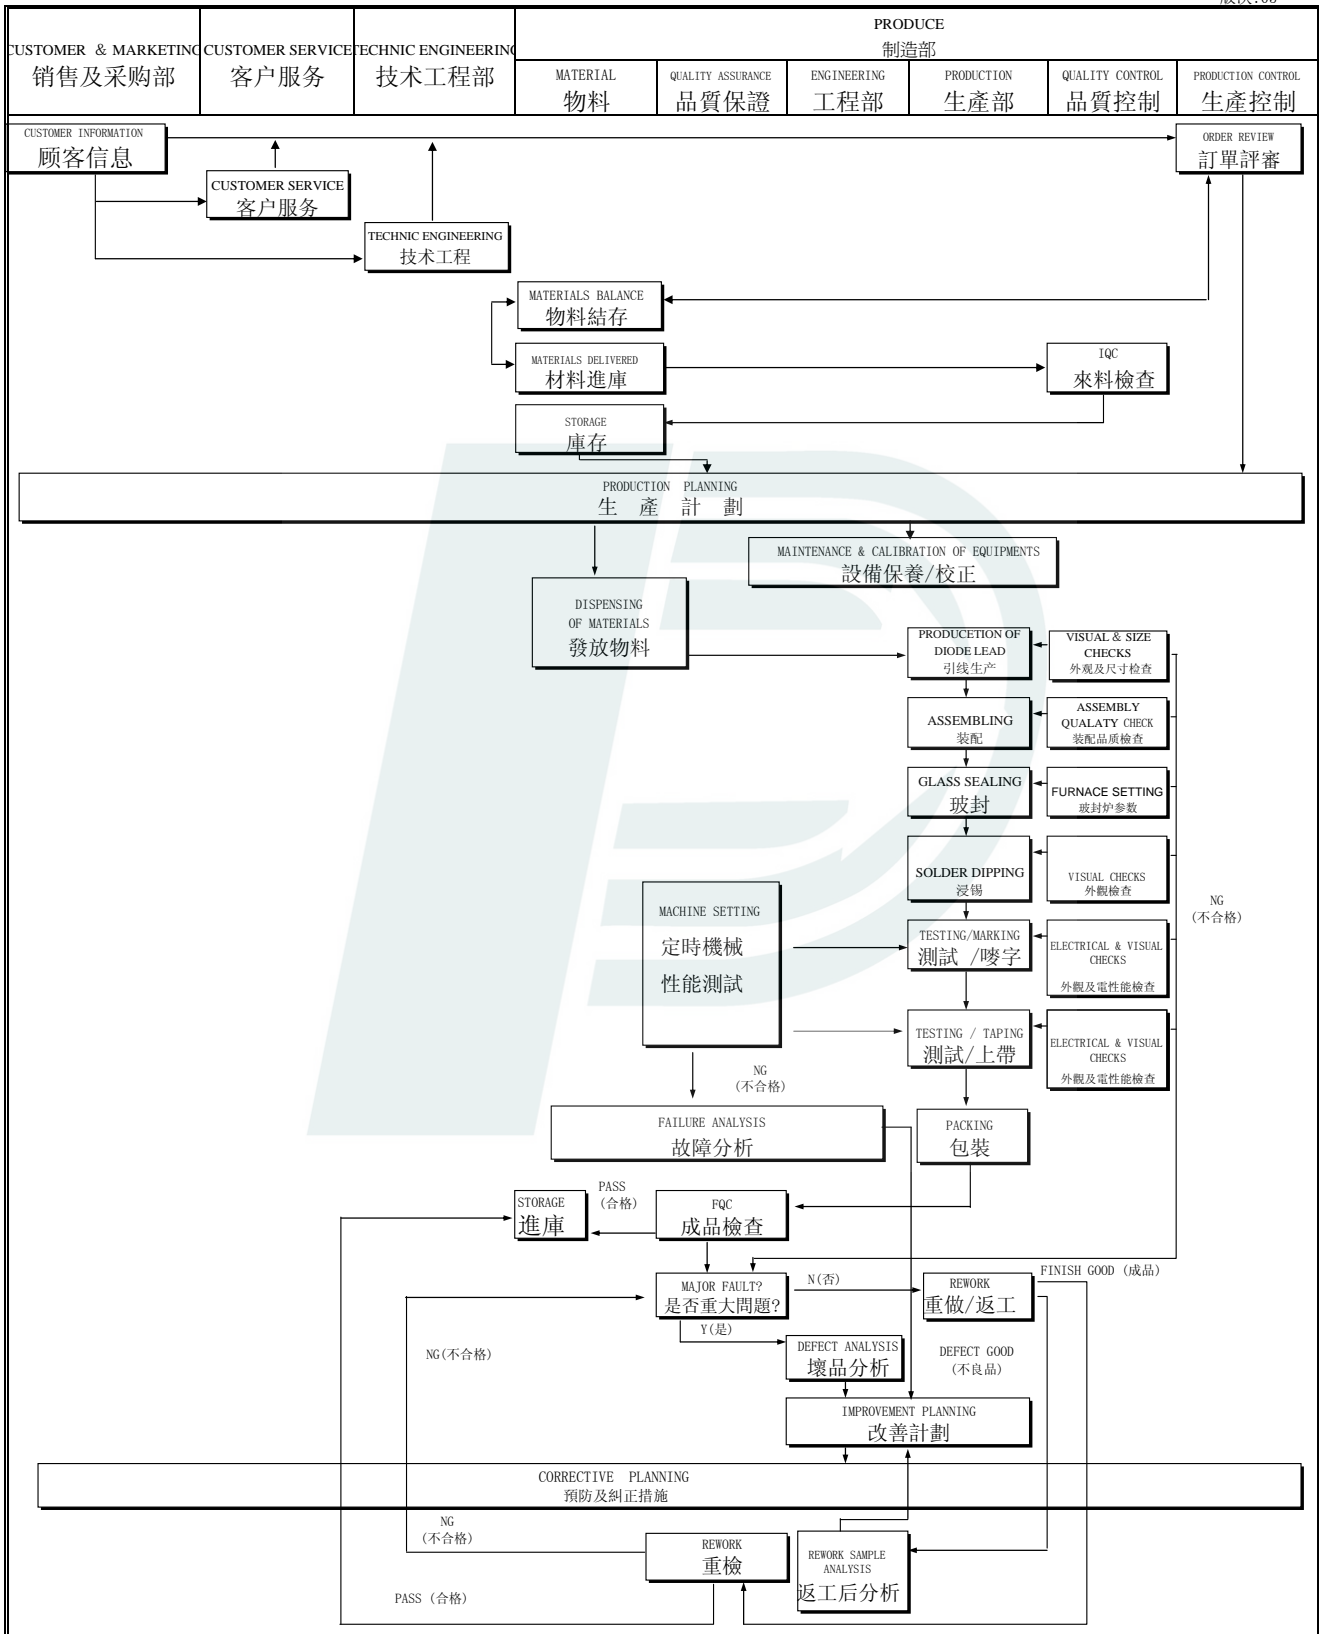 PRODUCE
制造部
CUSTOMER & MARKETING
销售及采购部
CUSTOMER SERVICE
客户服务
TECHNIC ENGINEERING
技术工程部
MATERIAL
物料
QUALITY ASSURANCE
品質保證
ENGINEERING
工程部
PRODUCTION
生產部
QUALITY CONTROL
品質控制
PRODUCTION CONTROL
生產控制
CUSTOMER INFORMATION
顾客信息
ORDER REVIEW
訂單評審
CUSTOMER SERVICE
客户服务
TECHNIC ENGINEERING
技术工程
MATERIALS BALANCE
物料結存
MATERIALS DELIVERED
材料進庫
IQC
來料檢查
STORAGE
庫存
PRODUCTION PLANNING
生 產 計 劃
MAINTENANCE & CALIBRATION OF EQUIPMENTS
設備保養/校正
DISPENSING
OF MATERIALS
發放物料
PRODUCETION OF
DIODE LEAD
引线生产
VISUAL & SIZE
CHECKS
外观及尺寸检查
ASSEMBLING
装配
ASSEMBLY
QUALATY CHECK
装配品质檢查
GLASS SEALING
玻封
FURNACE SETTING
玻封炉参数
SOLDER DIPPING
浸锡
VISUAL CHECKS
外觀檢查
NG
(不合格)
MACHINE SETTING
定時機械
性能測試
TESTING/MARKING
測試 /嘜字
ELECTRICAL & VISUAL
CHECKS
外觀及電性能檢查
TESTING / TAPING
測試/上帶
ELECTRICAL & VISUAL
CHECKS
外觀及電性能檢查
NG
(不合格)
FAILURE ANALYSIS
故障分析
PACKING
包裝
STORAGE
進庫
PASS
(合格)
FQC
成品檢查
MAJOR FAULT?
是否重大問題?
N(否)
REWORK
重做/返工
FINISH GOOD (成品)
Y(是)
DEFECT ANALYSIS
壞品分析
DEFECT GOOD
(不良品)
NG(不合格)
IMPROVEMENT PLANNING
改善計劃
CORRECTIVE PLANNING
預防及糾正措施
NG
(不合格)
REWORK
重檢
REWORK SAMPLE
ANALYSIS
返工后分析
PASS (合格)